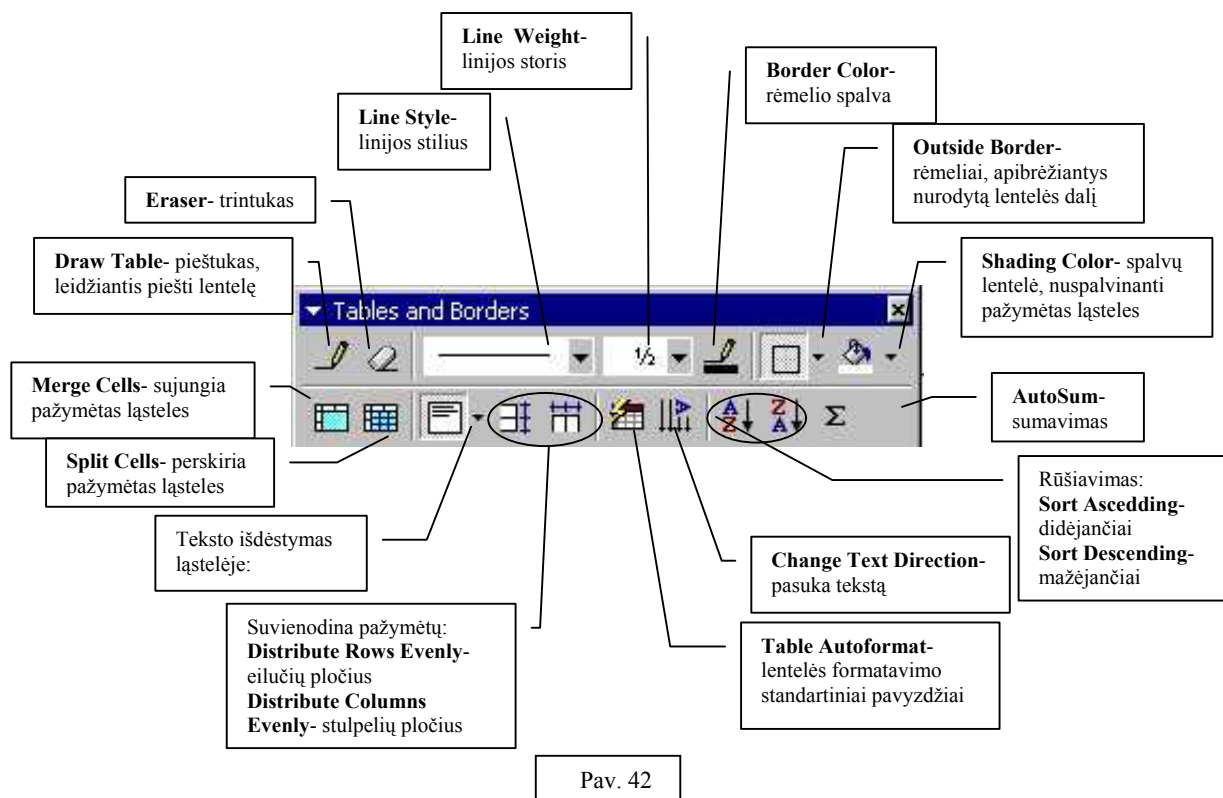 Line Weight-
linijos storis
Border Color-
rėmelio spalva
Line Style-
linijos stilius
Outside Border-
rėmeliai, apibrėžiantys
nurodytą lentelės dalį
Eraser- trintukas
Draw Table- pieštukas,
leidžiantis piešti lentelę
Shading Color- spalvų
lentelė, nuspalvinanti
pažymėtas ląsteles
Tables and Borders
½
Merge Cells- sujungia
pažymėtas ląsteles
AutoSum-
sumavimas
A
Z
Z
A
Σ
A
Split Cells- perskiria
pažymėtas ląsteles
Rūšiavimas:
Sort Ascedding-
didėjančiai
Sort Descending-
mažėjančiai
Teksto išdėstymas
ląstelėje:
Change Text Direction-
pasuka tekstą
Suvienodina pažymėtų:
Distribute Rows Evenly-
eilučių pločius
Distribute Columns
Evenly- stulpelių pločius
Table Autoformat-
lentelės formatavimo
standartiniai pavyzdžiai
Pav. 42